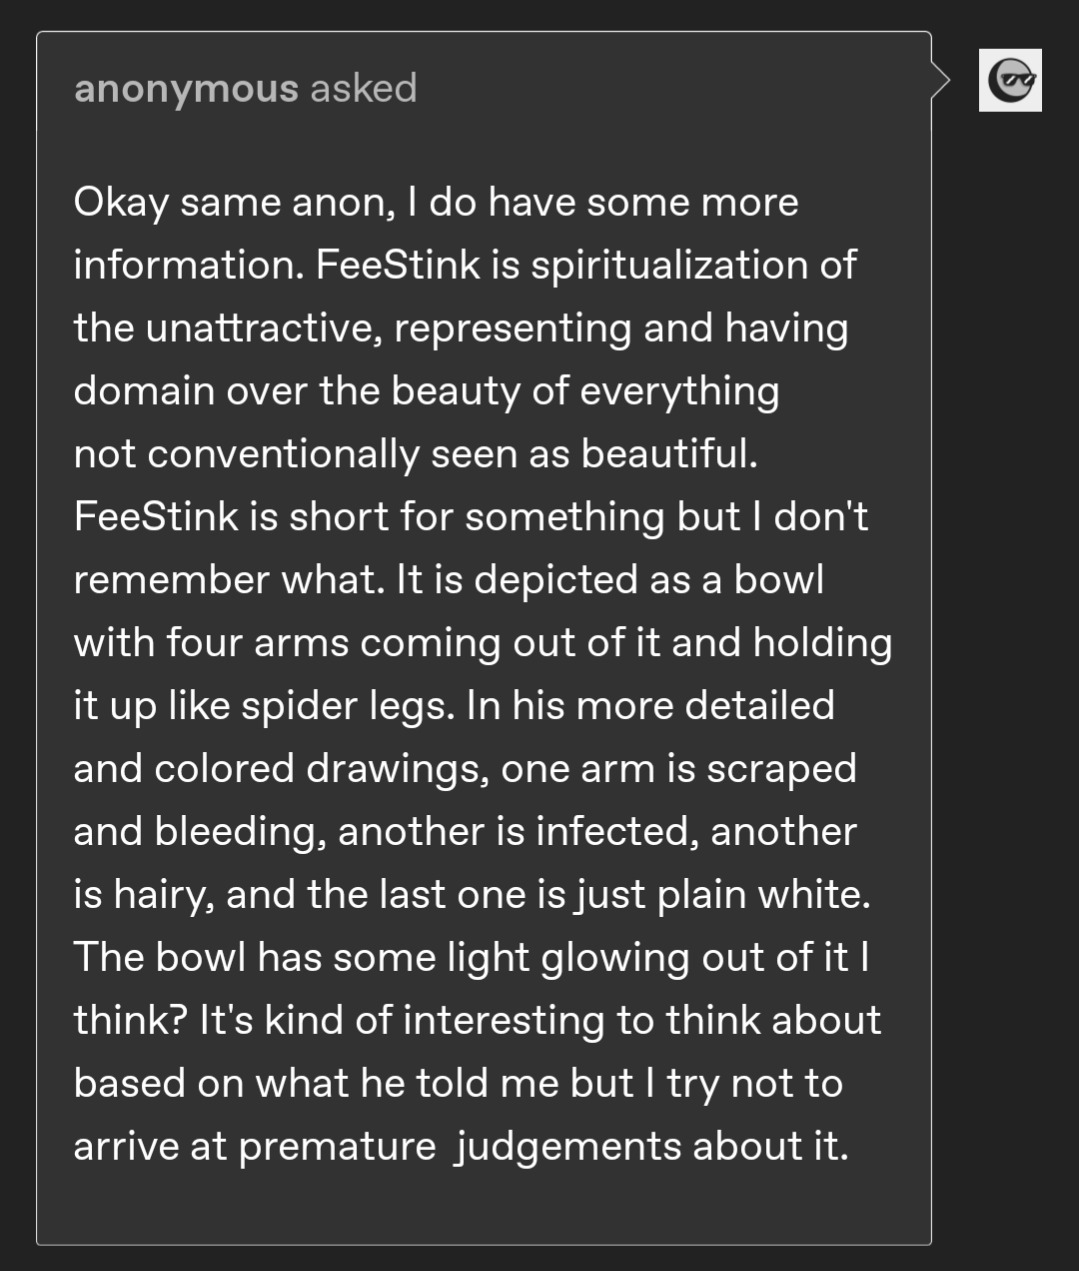 anonymous asked
Okay same anon, I do have some more
information. FeeStink is spiritualization of
the unattractive, representing and having
domain over the beauty of everything
not conventionally seen as beautiful.
FeeStink is short for something but I don't
remember what. It is depicted as a bowl
with four arms coming out of it and holding
it up like spider legs. In his more detailed
and colored drawings, one arm is scraped
and bleeding, another is infected, another
is hairy, and the last one is just plain white.
The bowl has some light glowing out of it I
think? It's kind of interesting to think about
based on what he told me but I try not to
arrive at premature  judgements about it.